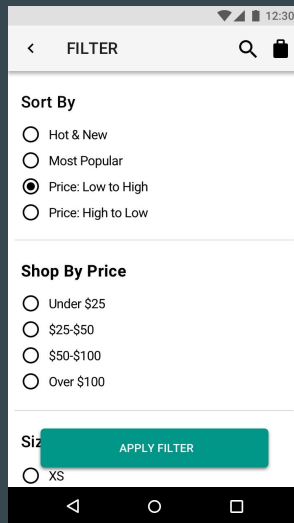 12:30
FILTER
Sort By
Hot & New
Most Popular
Price: Low to High
Price: High to Low
Shop By Price
Under $25
$25-$50
$50-$100
Over $100
Siz
APPLY FILTER
XS